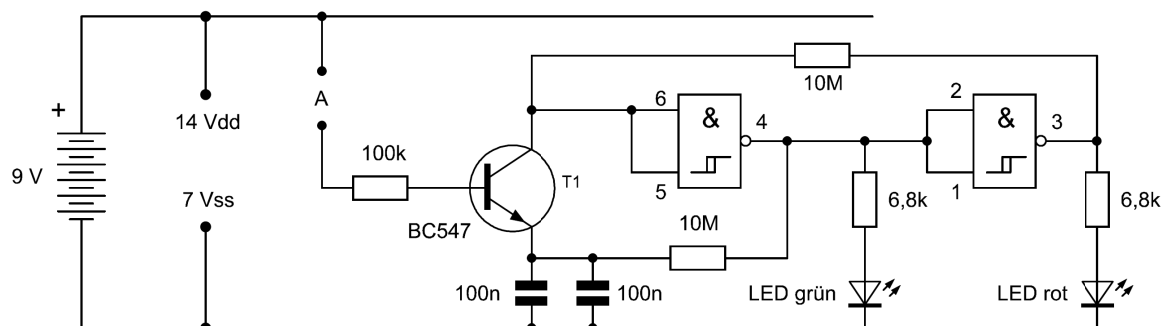 10M
+
14 Vdd
A
6
&
4
2
&
3
9 V
100k
T1
5
1
7 Vss
6,8k
6,8k
BC547
10M
100n
100n
LED grün
LED rot